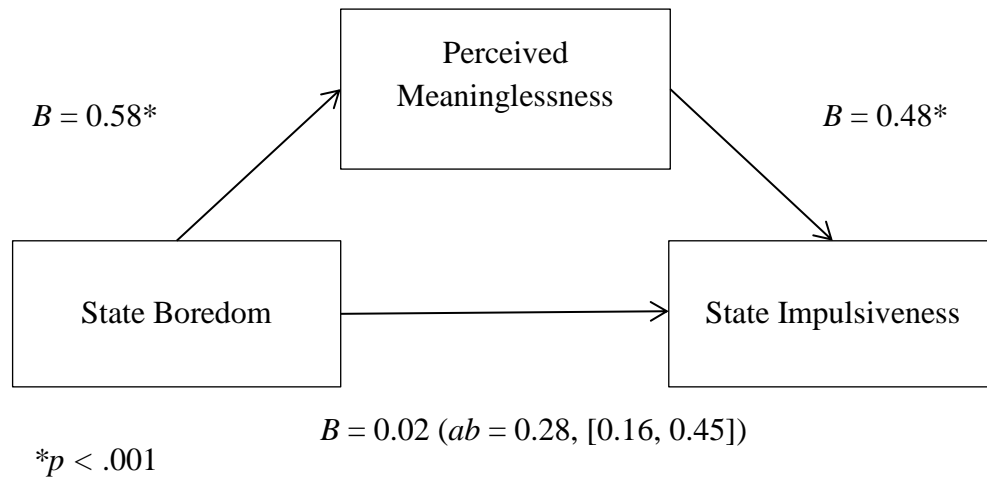 Perceived
Meaninglessness
B = 0.58*
B = 0.48*
State Boredom
State Impulsiveness
B = 0.02 (ab = 0.28, [0.16, 0.45])
*p < .001